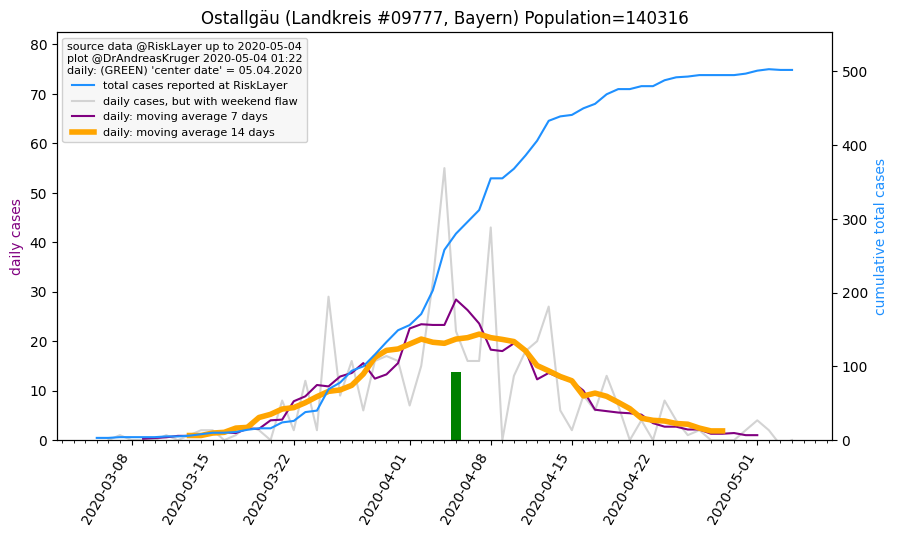 Ostallgäu (Landkreis #09777, Bayern) Population=140316
source data @RiskLayer up to 2020-05-04
plot @DrAndreasKruger 2020-05-04 01:22
daily: (GREEN) 'center date' = 05.04.2020
total cases reported at RiskLayer
daily cases, but with weekend flaw
daily: moving average 7 days
daily: moving average 14 days
daily cases
80
70
60
50
40
30
20
10
0
cumulative total cases
500
400
300
200
100
0
2020-03-08
2020-03-15
2020-03-22
2020-04-01
2020-04-08
2020-04-15
2020-04-22
2020-05-01